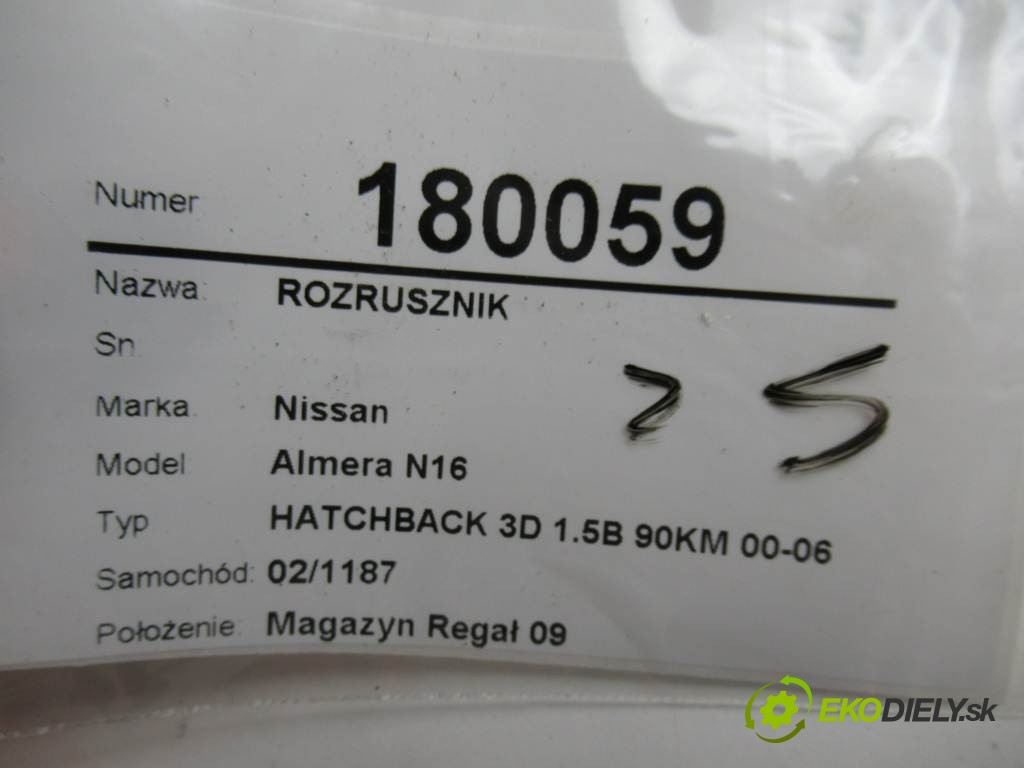 Numer 180059
Nazwa: ROZRUSZNIK
Sn
Marka Nissan
25
Model Almera N16
Typ HATCHBACK 3D 1.5B 90KM 00-06
Samochód: 02/1187
Położenie: Magazyn Regał 09
EKODIELY.sk